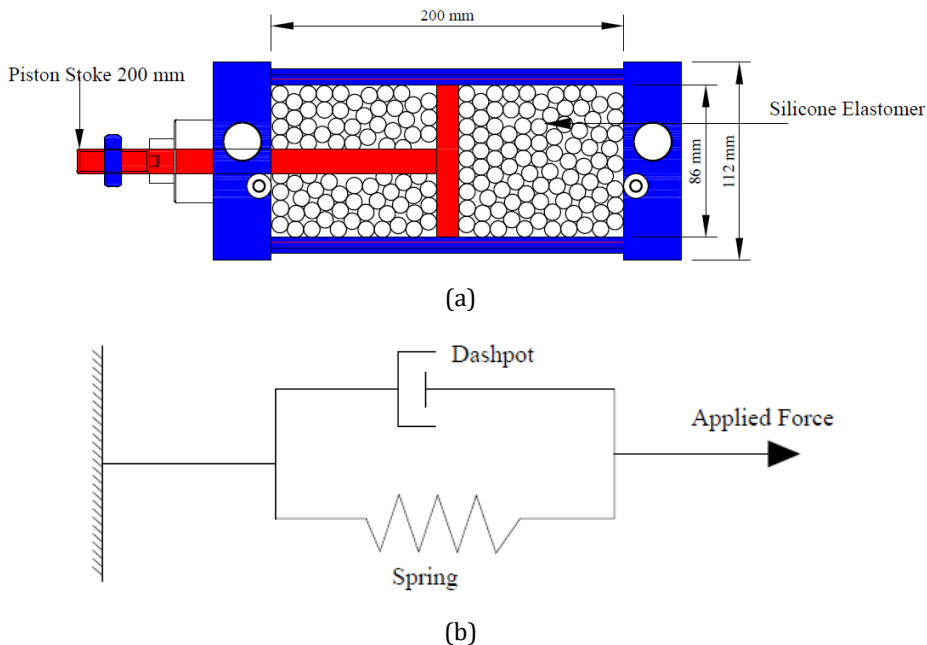 200 mm
Piston Stoke 200 mm
Silicone Elastomer
86 mm
112 mm
(a)
Dashpot
Applied Force
Spring
(b)